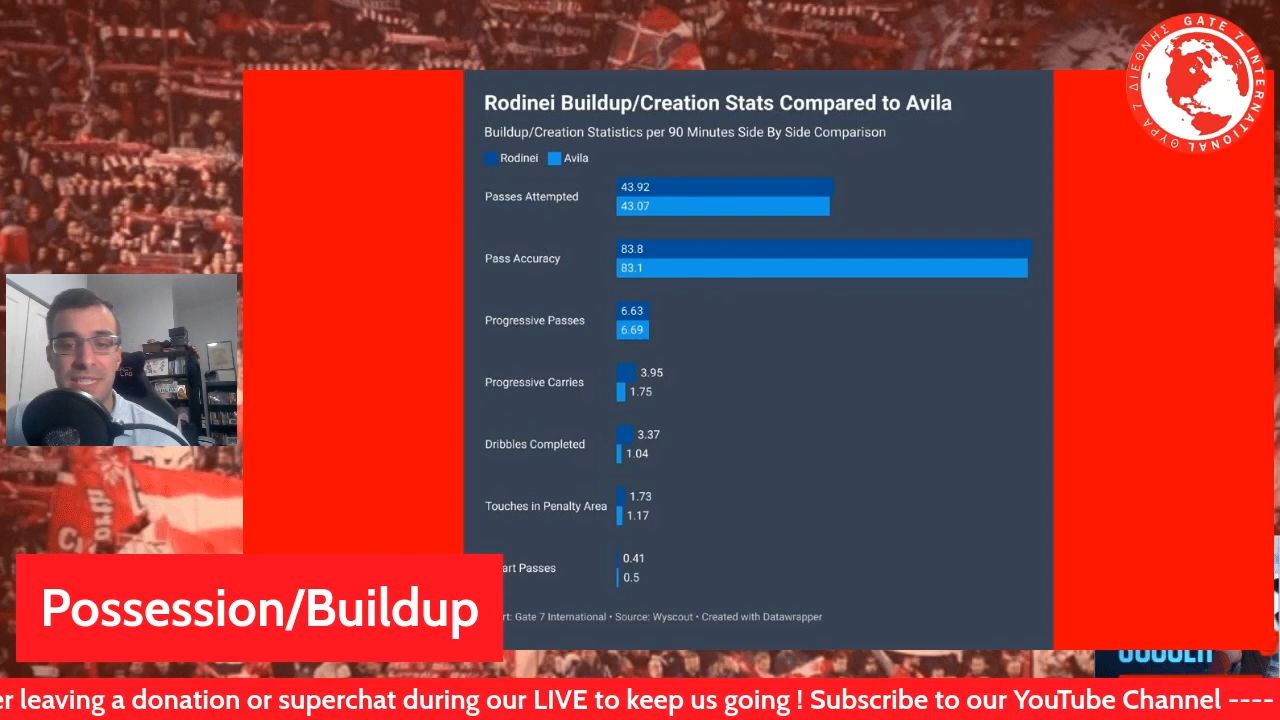 ΔΙΕΘΝΗΣ GATE 7 INTERNATIONAL ΘΥΡΑ 7
Rodinei Buildup/Creation Stats Compared to Avila
Buildup/Creation Statistics per 90 Minutes Side By Side Comparison
Rodinei Avila
Passes Attempted
43.92
43.07
Pass Accuracy
83.8
83.1
Progressive Passes
6.63
6.69
Progressive Carries
3.95
1.75
Dribbles Completed
3.37
1.04
Touches in Penalty Area
1.73
1.17
art Passes
0.41
0.5
rt: Gate 7 International • Source: Wyscout • Created with Datawrapper
Possession/Buildup
er leaving a donation or superchat during our LIVE to keep us going ! Subscribe to our YouTube Channel ----